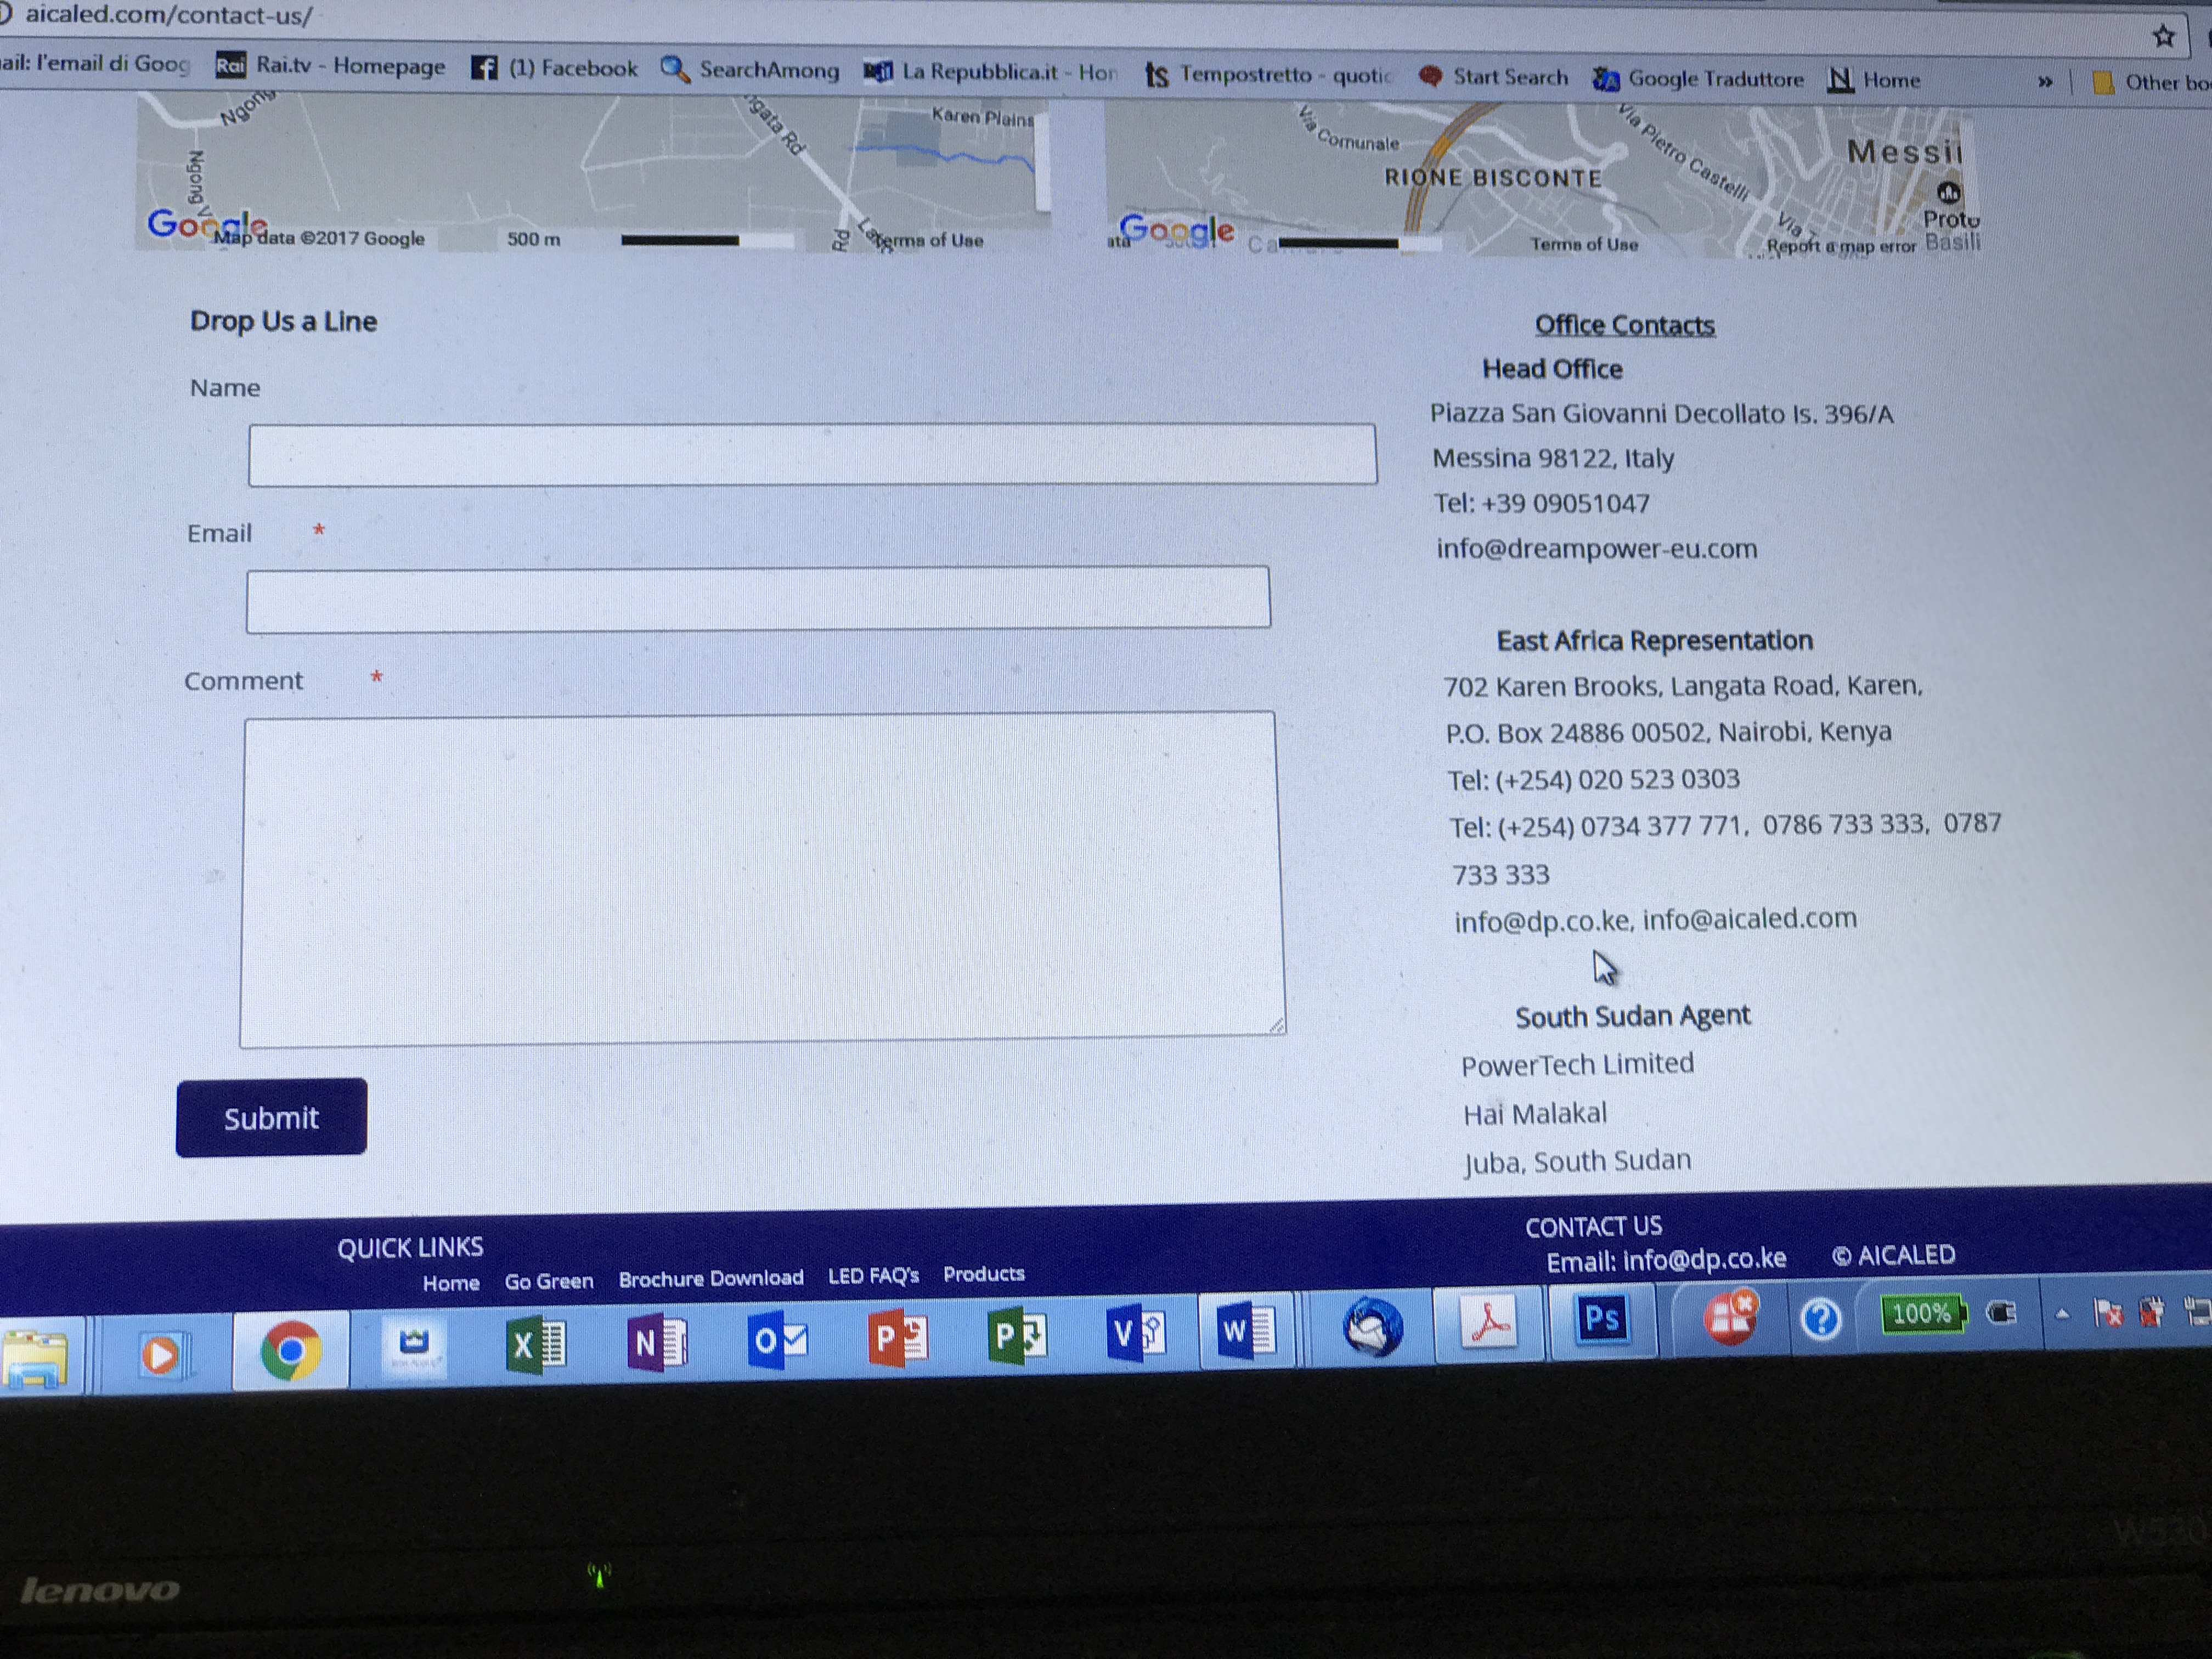 aicaled.com/contact-us/
ail: l'email di Goog
Rai Rai.tv - Homepage
(1) Facebook
SearchAmong
La Repubblica.it - Hor
ts Tempostretto - quotic
Start Search
Google Traduttore
N Home
»
Other bo
Ngong
Ngong V
ngata Rd
Karen Plains
Google
Map data ©2017 Google
500 m
Rd
Terms of Use
Via Comunale
RIONE BISCONTE
Via Pietro Castelli
Messi
Via
Proto
Basili
ata
Google
Terms of Use
Report a map error
Drop Us a Line
Name
Email *
Comment *
Submit
Office Contacts
Head Office
Piazza San Giovanni Decollato Is. 396/A
Messina 98122, Italy
Tel: +39 09051047
info@dreampower-eu.com
East Africa Representation
702 Karen Brooks, Langata Road, Karen,
P.O. Box 24886 00502, Nairobi, Kenya
Tel: (+254) 020 523 0303
Tel: (+254) 0734 377 771, 0786 733 333, 0787
733 333
info@dp.co.ke, info@aicaled.com
South Sudan Agent
PowerTech Limited
Hai Malakal
Juba, South Sudan
QUICK LINKS
Home Go Green Brochure Download LED FAQ's Products
CONTACT US
Email: info@dp.co.ke © AICALED
X
N
O
P
P
V
W
Ps
?
100%
lenovo